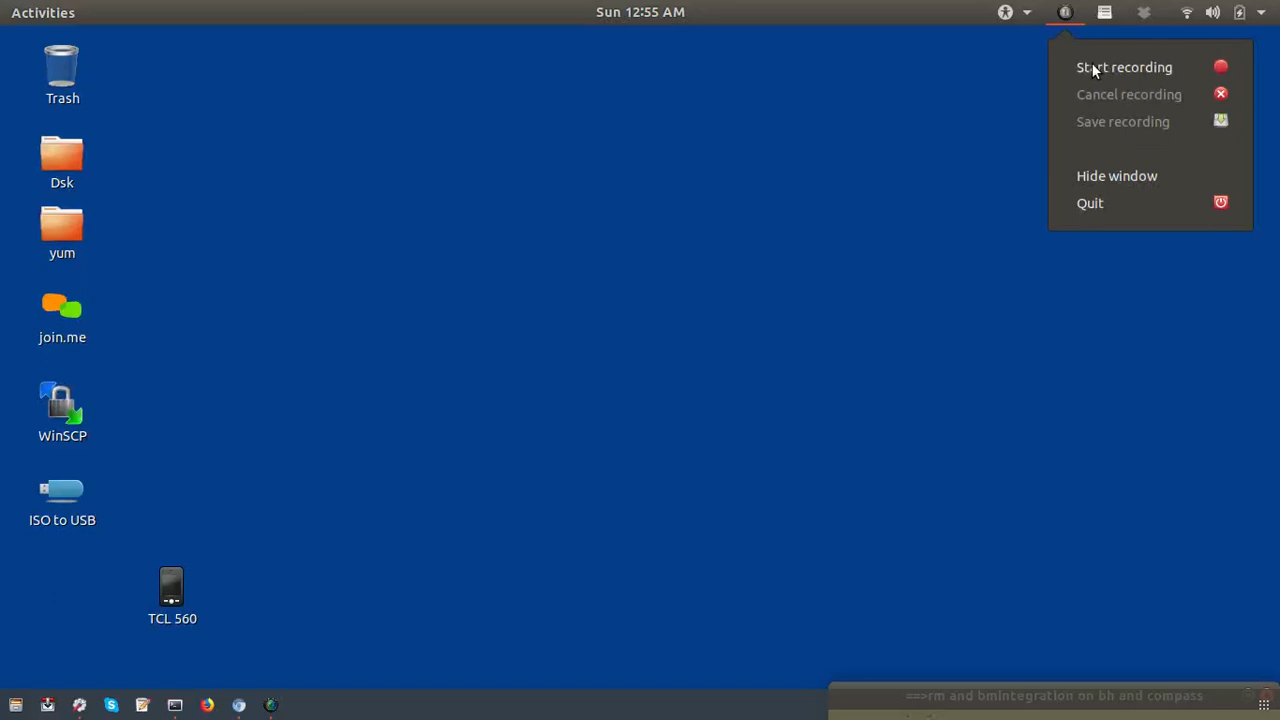 Activities
Sun 12:55 AM
Start recording
Cancel recording
Save recording
Hide window
Quit
Trash
Dsk
yum
join.me
WinSCP
ISO to USB
TCL 560
==>rm and bmintegration on bh and compass